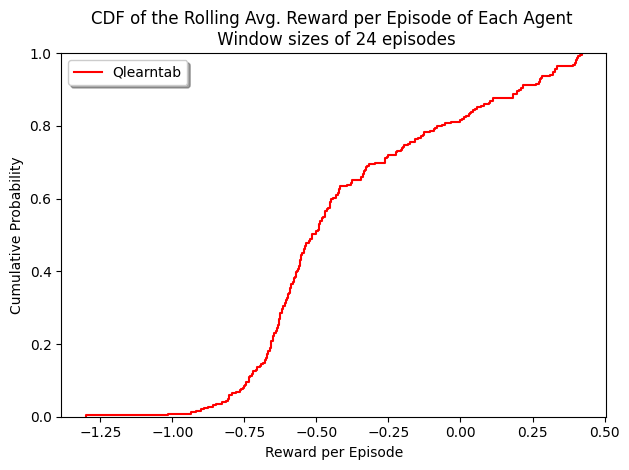 CDF of the Rolling Avg. Reward per Episode of Each Agent
Window sizes of 24 episodes
Qlearntab
Cumulative Probability
1.0
0.8
0.6
0.4
0.2
0.0
−1.25 −1.00 −0.75 −0.50 −0.25 0.00 0.25 0.50
Reward per Episode